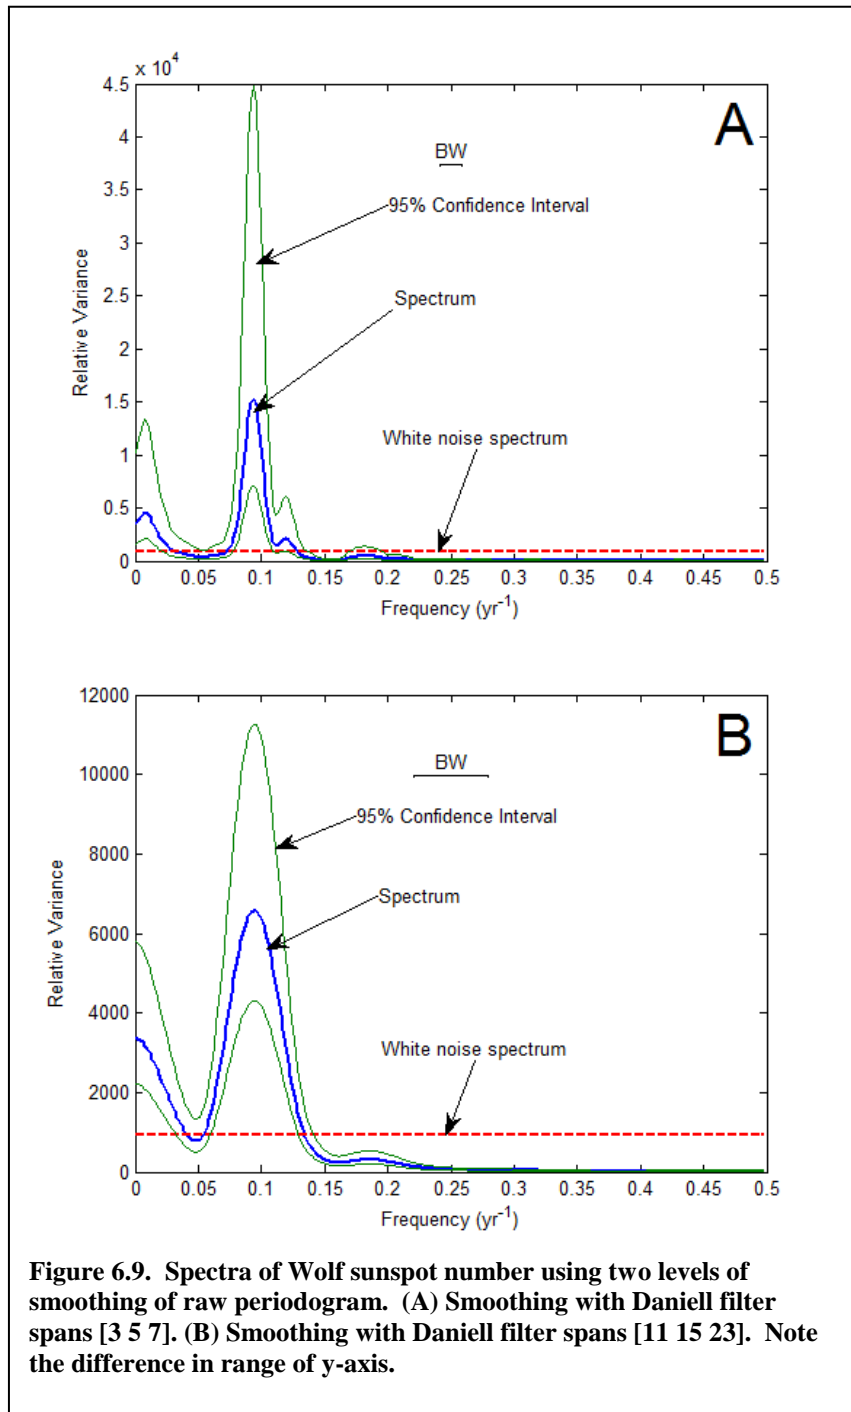 x 10^4
A
4.5
4
3.5
3
2.5
2
1.5
1
0.5
0
Relative Variance
BW
95% Confidence Interval
Spectrum
White noise spectrum
0 0.05 0.1 0.15 0.2 0.25 0.3 0.35 0.4 0.45 0.5
Frequency (yr^-1)
B
12000
10000
8000
6000
4000
2000
0
Relative Variance
BW
95% Confidence Interval
Spectrum
White noise spectrum
0 0.05 0.1 0.15 0.2 0.25 0.3 0.35 0.4 0.45 0.5
Frequency (yr^-1)
Figure 6.9. Spectra of Wolf sunspot number using two levels of
smoothing of raw periodogram. (A) Smoothing with Daniell filter
spans [3 5 7]. (B) Smoothing with Daniell filter spans [11 15 23]. Note
the difference in range of y-axis.